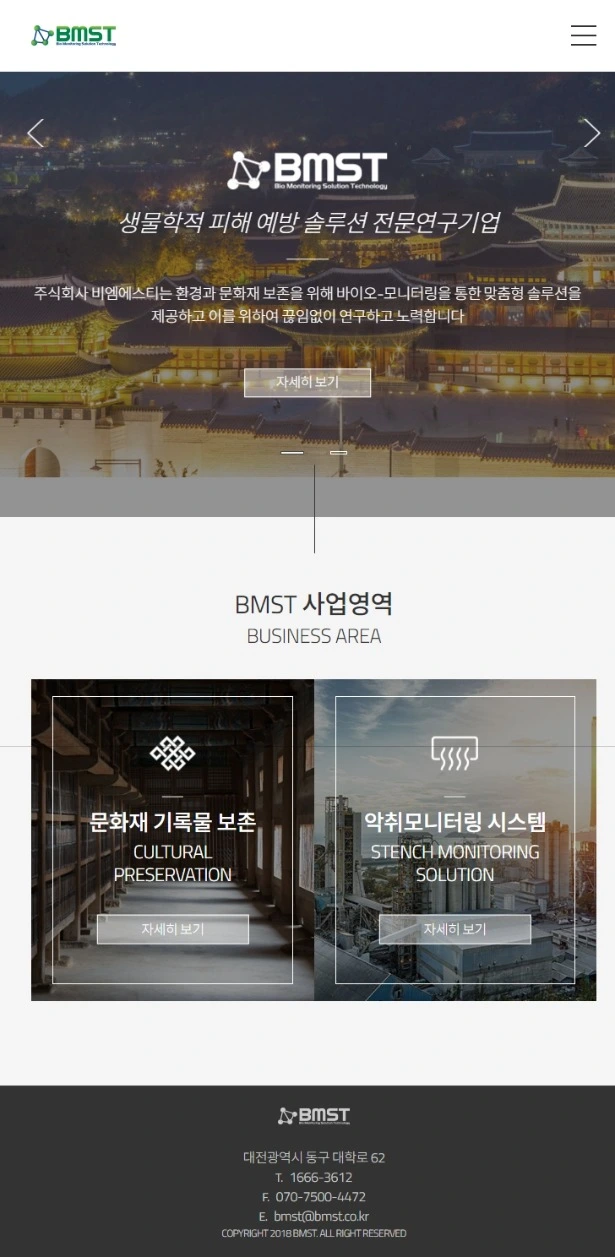 BMST
Bio Monitoring Solution Technology
BMST
Bio Monitoring Solution Technology
생물학적 피해 예방 솔루션 전문연구기업
주식회사 비엠에스티는 환경과 문화재 보존을 위해 바이오-모니터링을 통한 맞춤형 솔루션을
제공하고 이를 위하여 끊임없이 연구하고 노력합니다
자세히 보기
BMST 사업영역
BUSINESS AREA
문화재 기록물 보존
CULTURAL
PRESERVATION
자세히 보기
악취모니터링 시스템
STENCH MONITORING
SOLUTION
자세히 보기
BMST
Bio Monitoring Solution Technology
대전광역시 동구 대학로 62
T. 1666-3612
F. 070-7500-4472
E. bmst@bmst.co.kr
COPYRIGHT 2018 BMST. ALL RIGHT RESERVED